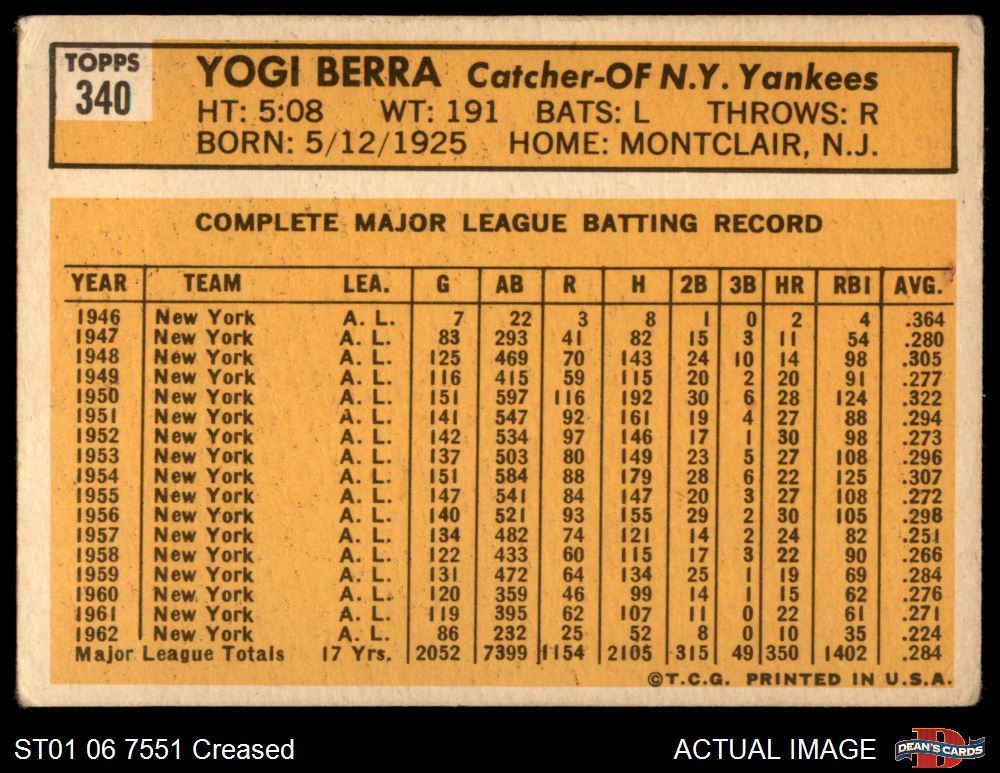 TOPPS
340
YOGI BERRA Catcher-OF N.Y. Yankees
HT: 5:08 WT: 191 BATS: L THROWS: R
BORN: 5/12/1925 HOME: MONTCLAIR, N.J.
COMPLETE MAJOR LEAGUE BATTING RECORD
YEAR TEAM LEA. G AB R H 2B 3B HR RBI AVG.
1946 New York A. L. 7 22 3 8 1 0 2 4 .364
1947 New York A. L. 83 293 41 82 15 3 11 54 .280
1948 New York A. L. 125 469 70 143 24 10 14 98 .305
1949 New York A. L. 116 415 59 115 20 2 20 91 .277
1950 New York A. L. 151 597 116 192 30 6 28 124 .322
1951 New York A. L. 141 547 92 161 19 4 27 88 .294
1952 New York A. L. 142 534 97 146 17 1 30 98 .273
1953 New York A. L. 137 503 80 149 23 5 27 108 .296
1954 New York A. L. 151 584 88 179 28 6 22 125 .307
1955 New York A. L. 147 541 84 147 20 3 27 108 .272
1956 New York A. L. 140 521 93 155 29 2 30 105 .298
1957 New York A. L. 134 482 74 121 14 2 24 82 .251
1958 New York A. L. 122 433 60 115 17 3 22 90 .266
1959 New York A. L. 131 472 64 134 25 1 19 69 .284
1960 New York A. L. 120 359 46 99 14 1 15 62 .276
1961 New York A. L. 119 395 62 107 11 0 22 61 .271
1962 New York A. L. 86 232 25 52 8 0 10 35 .224
Major League Totals 17 Yrs. 2052 7399 1154 2105 315 49 350 1402 .284
©T.C.G. PRINTED IN U.S.A.
ST01 06 7551 Creased ACTUAL IMAGE DEAN'S CARDS